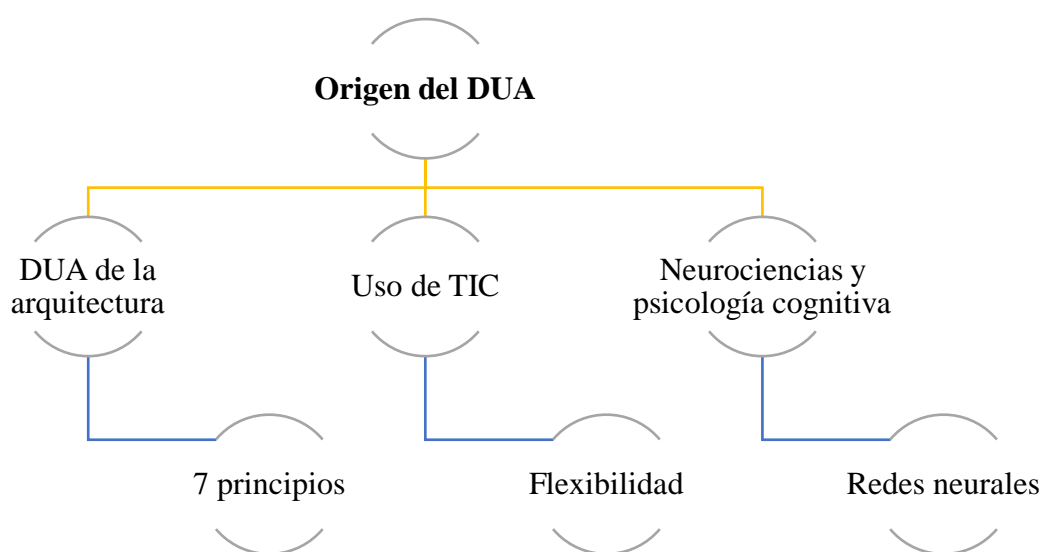 Origen del DUA
DUA de la
arquitectura
Uso de TIC
Neurociencias y
psicología cognitiva
7 principios
Flexibilidad
Redes neurales